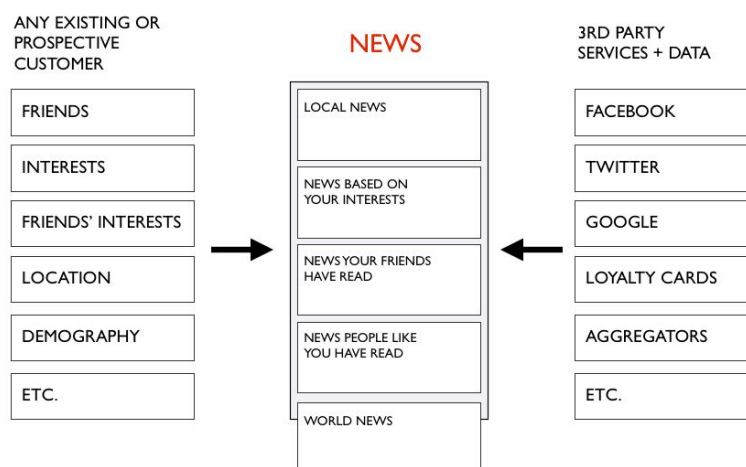 ANY EXISTING OR
PROSPECTIVE
CUSTOMER
FRIENDS
INTERESTS
FRIENDS' INTERESTS
LOCATION
DEMOGRAPHY
ETC.
NEWS
LOCAL NEWS
NEWS BASED ON
YOUR INTERESTS
NEWS YOUR FRIENDS
HAVE READ
NEWS PEOPLE LIKE
YOU HAVE READ
WORLD NEWS
3RD PARTY
SERVICES + DATA
FACEBOOK
TWITTER
GOOGLE
LOYALTY CARDS
AGGREGATORS
ETC.